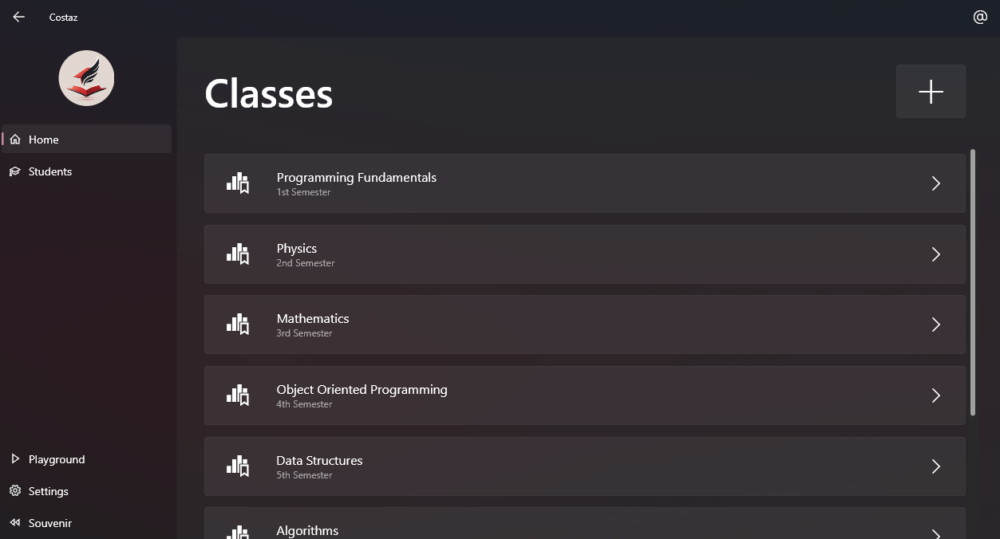 Costaz
@
Home
Students
Playground
Settings
Souvenir
Classes
Programming Fundamentals
1st Semester
Physics
2nd Semester
Mathematics
3rd Semester
Object Oriented Programming
4th Semester
Data Structures
5th Semester
Algorithms